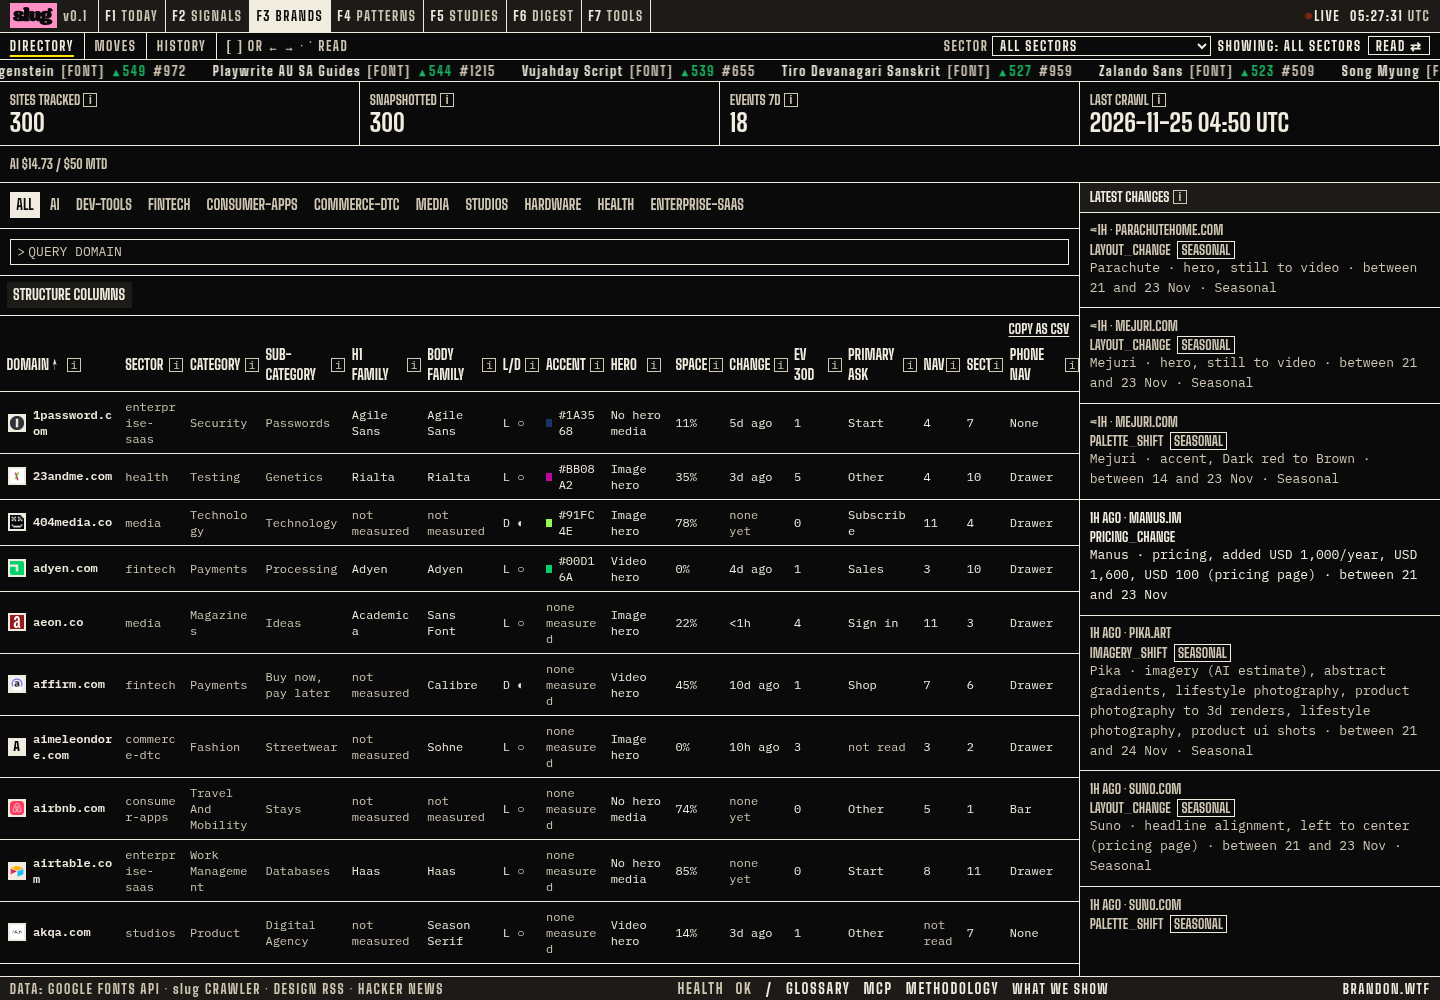 slug v0.1 F1 TODAY F2 SIGNALS F3 BRANDS F4 PATTERNS F5 STUDIES F6 DIGEST F7 TOOLS LIVE 05:27:31 UTC
DIRECTORY MOVES HISTORY [ ] OR ← → · ` READ SECTOR ALL SECTORS SHOWING: ALL SECTORS READ ⇄
genstein [FONT] ▲549 #972 Playwrite AU SA Guides [FONT] ▲544 #1215 Vujahday Script [FONT] ▲539 #655 Tiro Devanagari Sanskrit [FONT] ▲527 #959 Zalando Sans [FONT] ▲523 #509 Song Myung [F
SITES TRACKED i SNAPSHOTTED i EVENTS 7D i LAST CRAWL i
300 300 18 2026-11-25 04:50 UTC
AI $14.73 / $50 MTD
ALL AI DEV-TOOLS FINTECH CONSUMER-APPS COMMERCE-DTC MEDIA STUDIOS HARDWARE HEALTH ENTERPRISE-SAAS
> QUERY DOMAIN
STRUCTURE COLUMNS
COPY AS CSV
DOMAIN ↑ i SECTOR i CATEGORY i SUB-CATEGORY i H1 FAMILY i BODY FAMILY i L/D i ACCENT i HERO i SPACE i CHANGE i EV 30D i PRIMARY ASK i NAV i SECT i PHONE NAV i
1password.com enterprise-saas Security Passwords Agile Sans Agile Sans L ○ #1A3568 No hero media 11% 5d ago 1 Start 4 7 None
23andme.com health Testing Genetics Rialta Rialta L ○ #BB08A2 Image hero 35% 3d ago 5 Other 4 10 Drawer
404media.co media Technology Technology not measured not measured D ◖ #91FC4E Image hero 78% none yet 0 Subscribe 11 4 Drawer
adyen.com fintech Payments Processing Adyen Adyen L ○ #00D16A Video hero 0% 4d ago 1 Sales 3 10 Drawer
aeon.co media Magazines Ideas Academica Sans Font L ○ none measured Image hero 22% <1h 4 Sign in 11 3 Drawer
affirm.com fintech Payments Buy now, pay later not measured Calibre D ◖ none measured Video hero 45% 10d ago 1 Shop 7 6 Drawer
aimeleondore.com commerce-dtc Fashion Streetwear not measured Sohne L ○ none measured Image hero 0% 10h ago 3 not read 3 2 Drawer
airbnb.com consumer-apps Travel And Mobility Stays not measured not measured L ○ none measured No hero media 74% none yet 0 Other 5 1 Bar
airtable.com enterprise-saas Work Management Databases Haas Haas L ○ none measured No hero media 85% none yet 0 Start 8 11 Drawer
akqa.com studios Product Digital Agency not measured Season Serif L ○ none measured Video hero 14% 3d ago 1 Other not read 7 None
LATEST CHANGES i
<1H · PARACHUTEHOME.COM
LAYOUT_CHANGE SEASONAL
Parachute · hero, still to video · between
21 and 23 Nov · Seasonal
<1H · MEJURI.COM
LAYOUT_CHANGE SEASONAL
Mejuri · hero, still to video · between 21
and 23 Nov · Seasonal
<1H · MEJURI.COM
PALETTE_SHIFT SEASONAL
Mejuri · accent, Dark red to Brown ·
between 14 and 23 Nov · Seasonal
1H AGO · MANUS.IM
PRICING_CHANGE
Manus · pricing, added USD 1,000/year, USD
1,600, USD 100 (pricing page) · between 21
and 23 Nov
1H AGO · PIKA.ART
IMAGERY_SHIFT SEASONAL
Pika · imagery (AI estimate), abstract
gradients, lifestyle photography, product
photography to 3d renders, lifestyle
photography, product ui shots · between 21
and 24 Nov · Seasonal
1H AGO · SUNO.COM
LAYOUT_CHANGE SEASONAL
Suno · headline alignment, left to center
(pricing page) · between 21 and 23 Nov ·
Seasonal
1H AGO · SUNO.COM
PALETTE_SHIFT SEASONAL
DATA: GOOGLE FONTS API · slug CRAWLER · DESIGN RSS · HACKER NEWS HEALTH OK / GLOSSARY MCP METHODOLOGY WHAT WE SHOW BRANDON.WTF